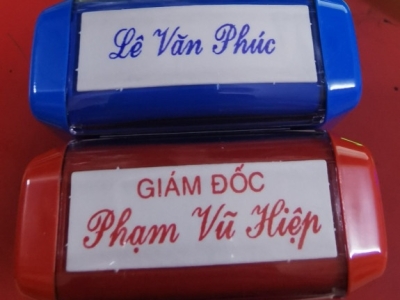 Lê Văn Phúc
GIÁM ĐỐC
Phạm Vũ Hiệp